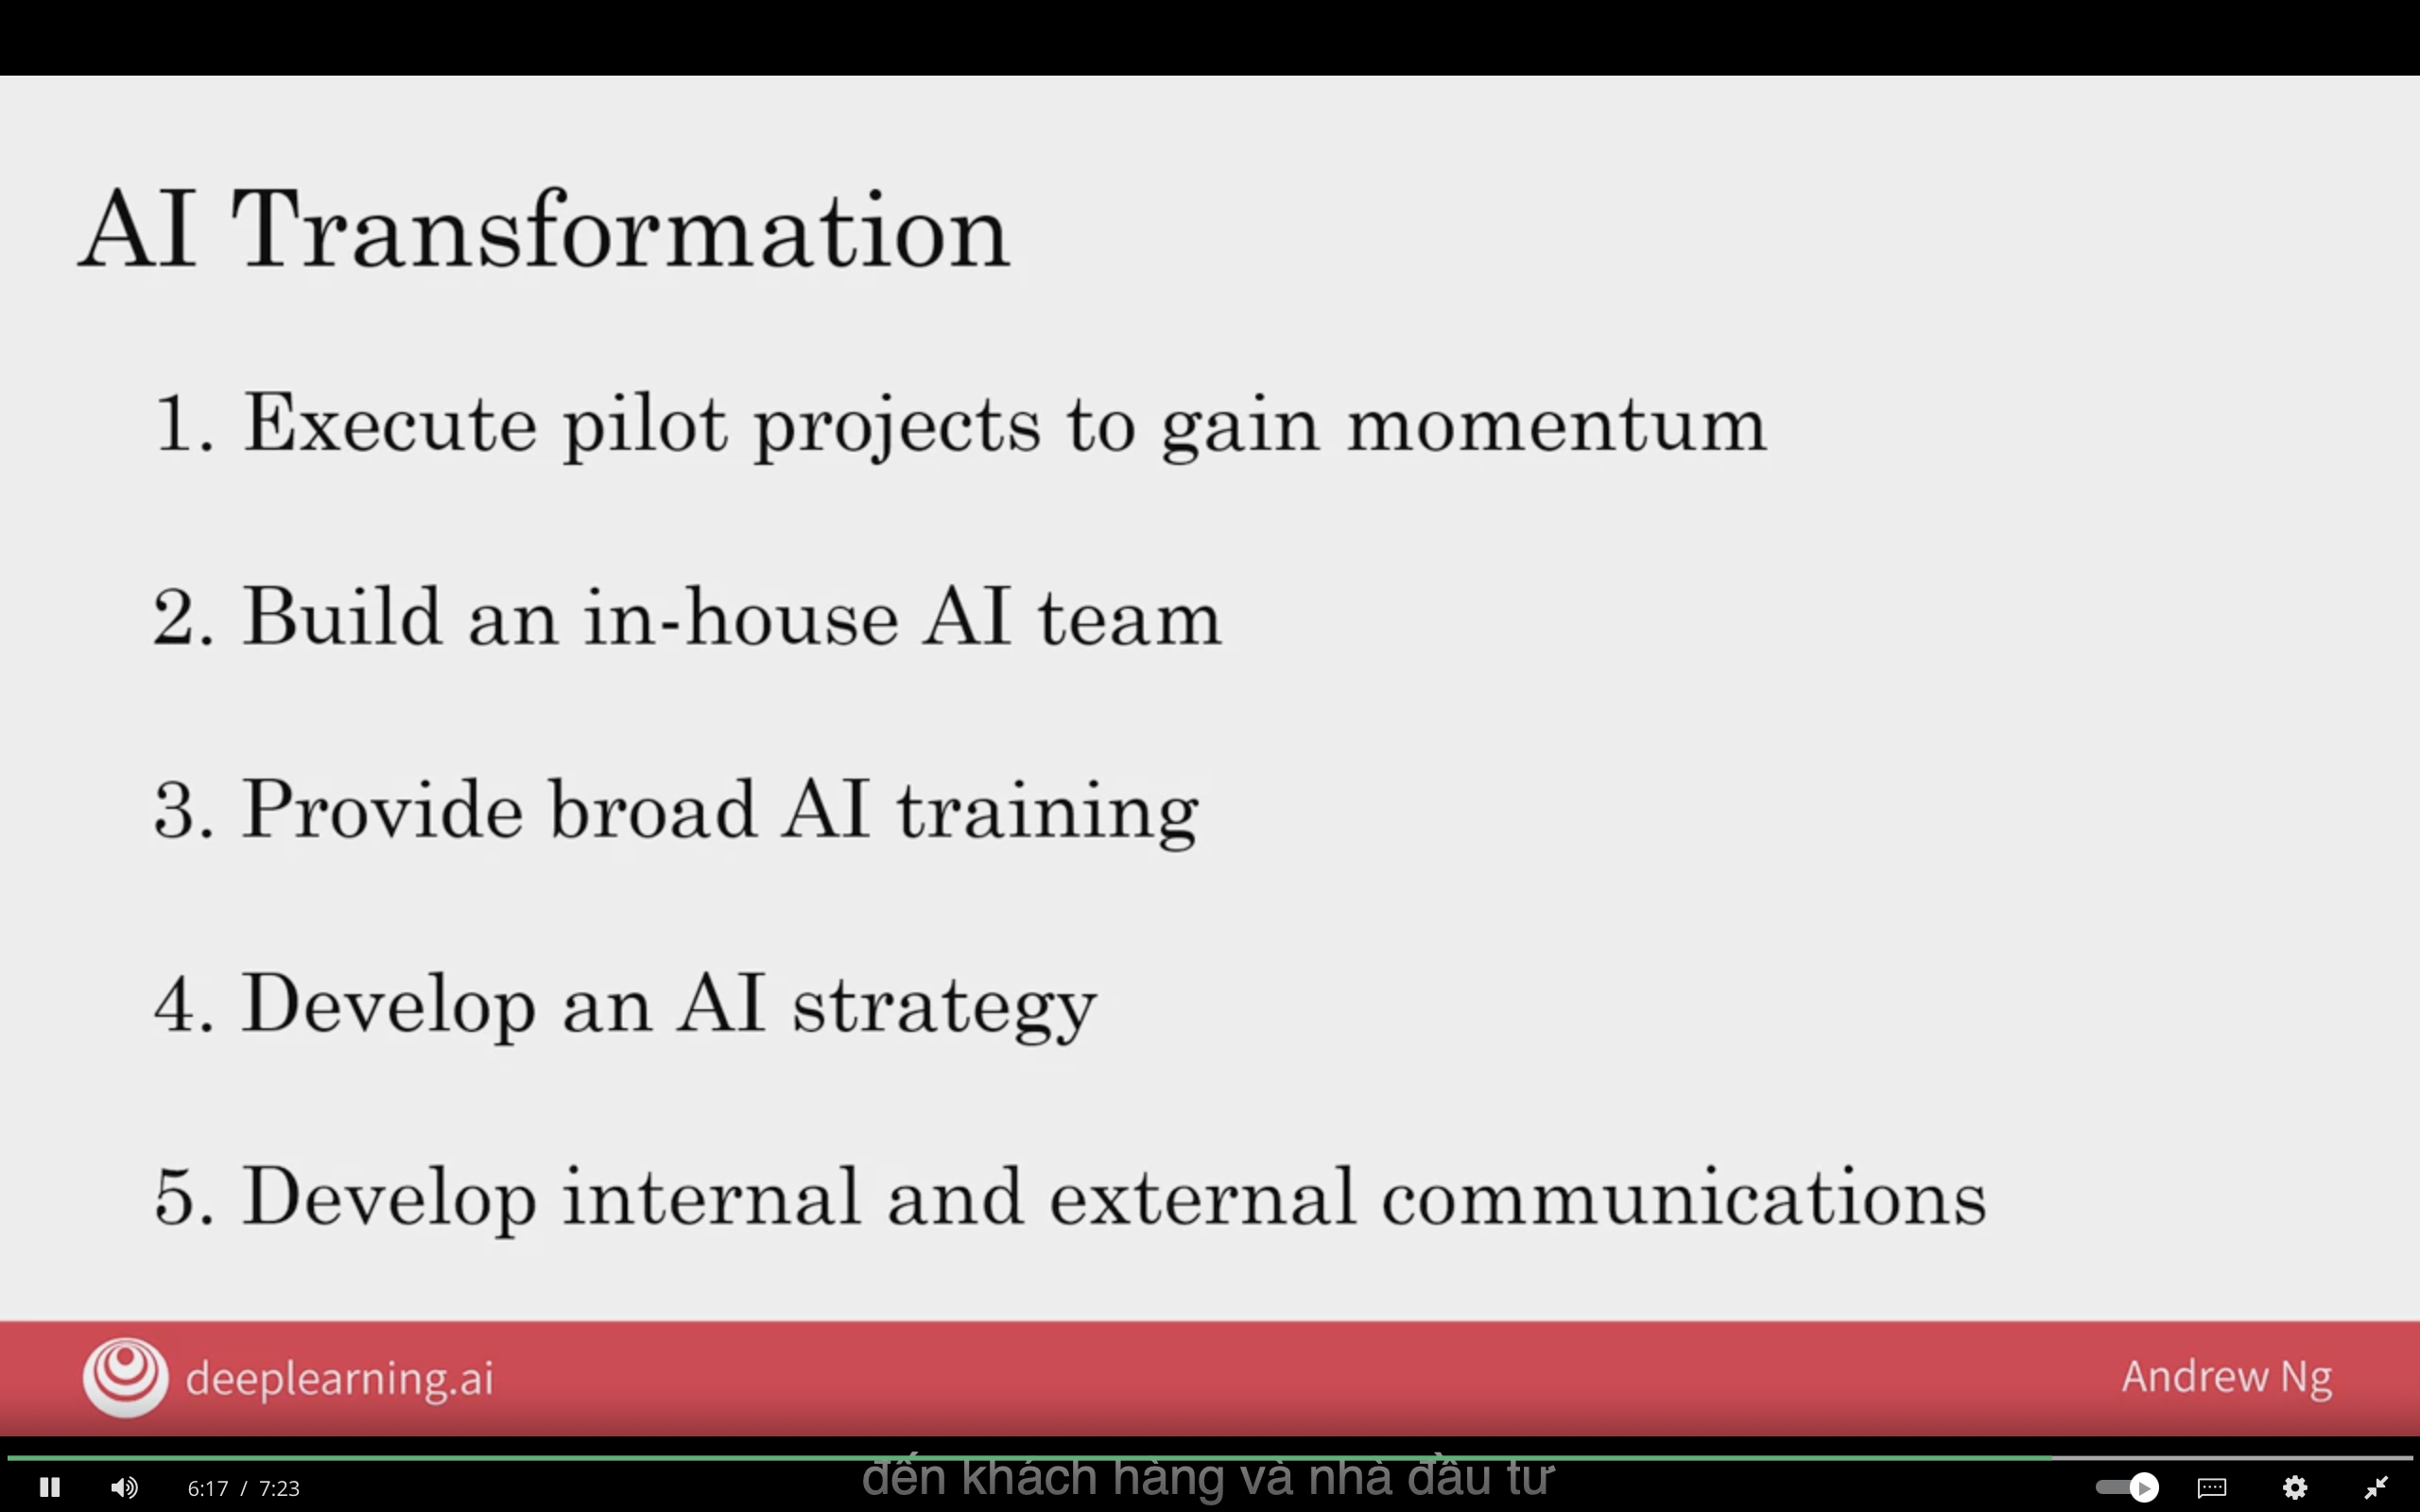 AI Transformation
1. Execute pilot projects to gain momentum
2. Build an in-house AI team
3. Provide broad AI training
4. Develop an AI strategy
5. Develop internal and external communications
deeplearning.ai
Andrew Ng
đến khách hàng và nhà đầu tư
6:17 / 7:23